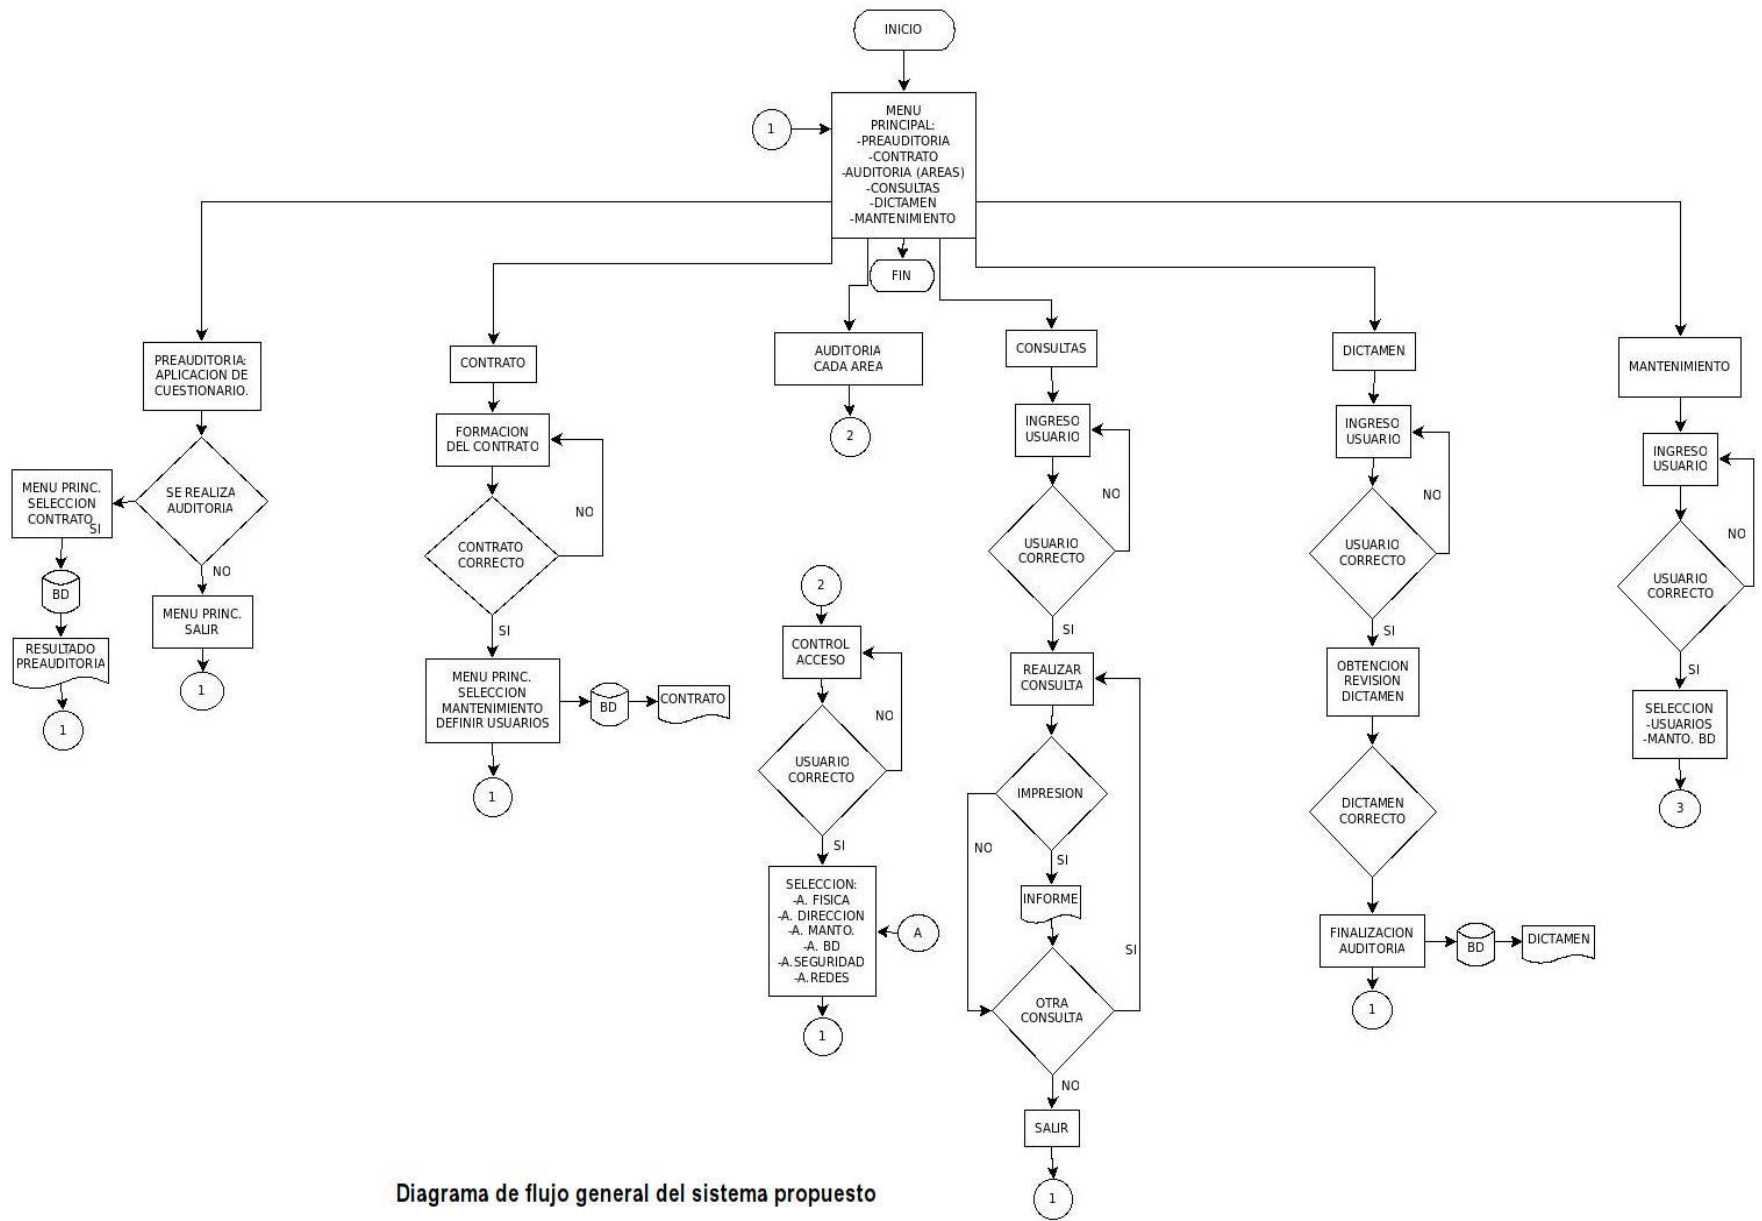 INICIO
1
MENU
PRINCIPAL:
-PREAUDITORIA
-CONTRATO
-AUDITORIA (AREAS)
-CONSULTAS
-DICTAMEN
-MANTENIMIENTO
FIN
PREAUDITORIA:
APLICACION DE
CUESTIONARIO.
SE REALIZA
AUDITORIA
MENU PRINC.
SELECCION
CONTRATO
SI
BD
RESULTADO
PREAUDITORIA
1
NO
MENU PRINC.
SALIR
1
CONTRATO
FORMACION
DEL CONTRATO
NO
CONTRATO
CORRECTO
SI
MENU PRINC.
SELECCION
MANTENIMIENTO
DEFINIR USUARIOS
BD
CONTRATO
1
AUDITORIA
CADA AREA
2
2
CONTROL
ACCESO
NO
USUARIO
CORRECTO
SI
SELECCION:
-A. FISICA
-A. DIRECCION
-A. MANTO.
-A. BD
-A.SEGURIDAD
-A.REDES
A
1
CONSULTAS
INGRESO
USUARIO
NO
USUARIO
CORRECTO
SI
REALIZAR
CONSULTA
IMPRESION
NO
SI
INFORME
SI
OTRA
CONSULTA
NO
SALIR
1
DICTAMEN
INGRESO
USUARIO
NO
USUARIO
CORRECTO
SI
OBTENCION
REVISION
DICTAMEN
DICTAMEN
CORRECTO
FINALIZACION
AUDITORIA
BD
DICTAMEN
1
MANTENIMIENTO
INGRESO
USUARIO
NO
USUARIO
CORRECTO
SI
SELECCION
-USUARIOS
-MANTO. BD
3
Diagrama de flujo general del sistema propuesto